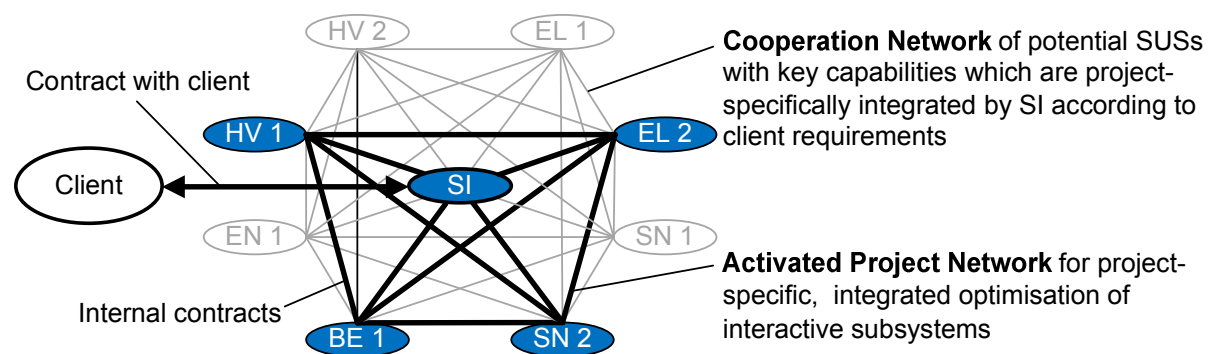 HV 2
EL 1
Cooperation Network of potential SUSs
with key capabilities which are project-
specifically integrated by SI according to
client requirements
Contract with client
HV 1
EL 2
Client
SI
EN 1
SN 1
Activated Project Network for project-
specific, integrated optimisation of
interactive subsystems
Internal contracts
BE 1
SN 2